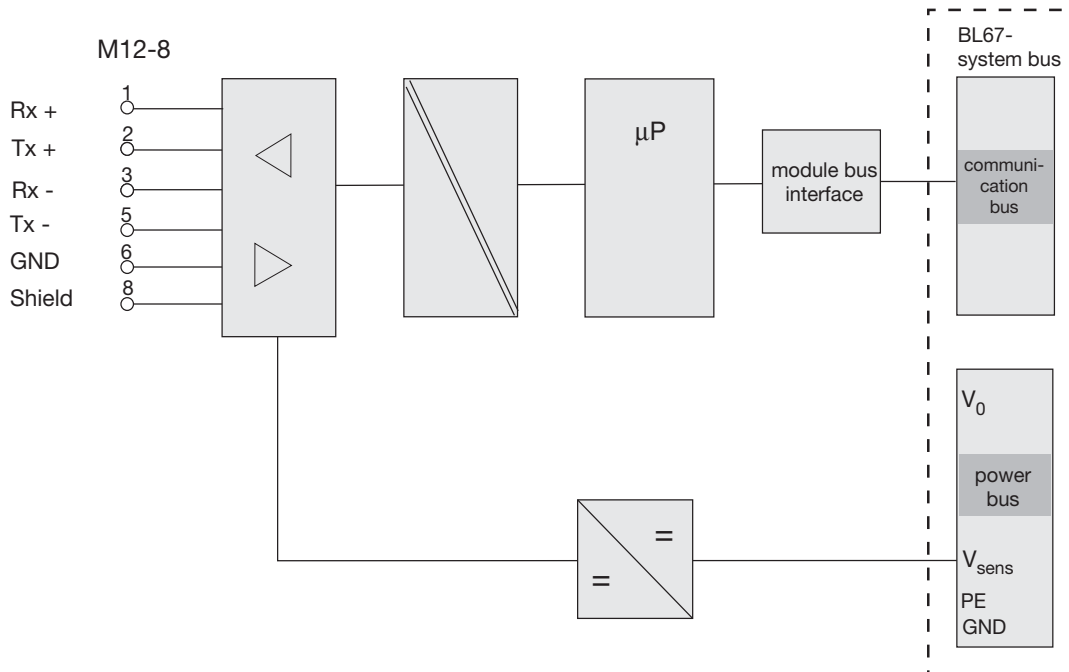 M12-8
BL67-
system bus
Rx +
1
Tx +
2
Rx -
3
Tx -
5
GND
6
Shield
8
μP
module bus
interface
communi-
cation
bus
V0
power
bus
=
=
Vsens
PE
GND